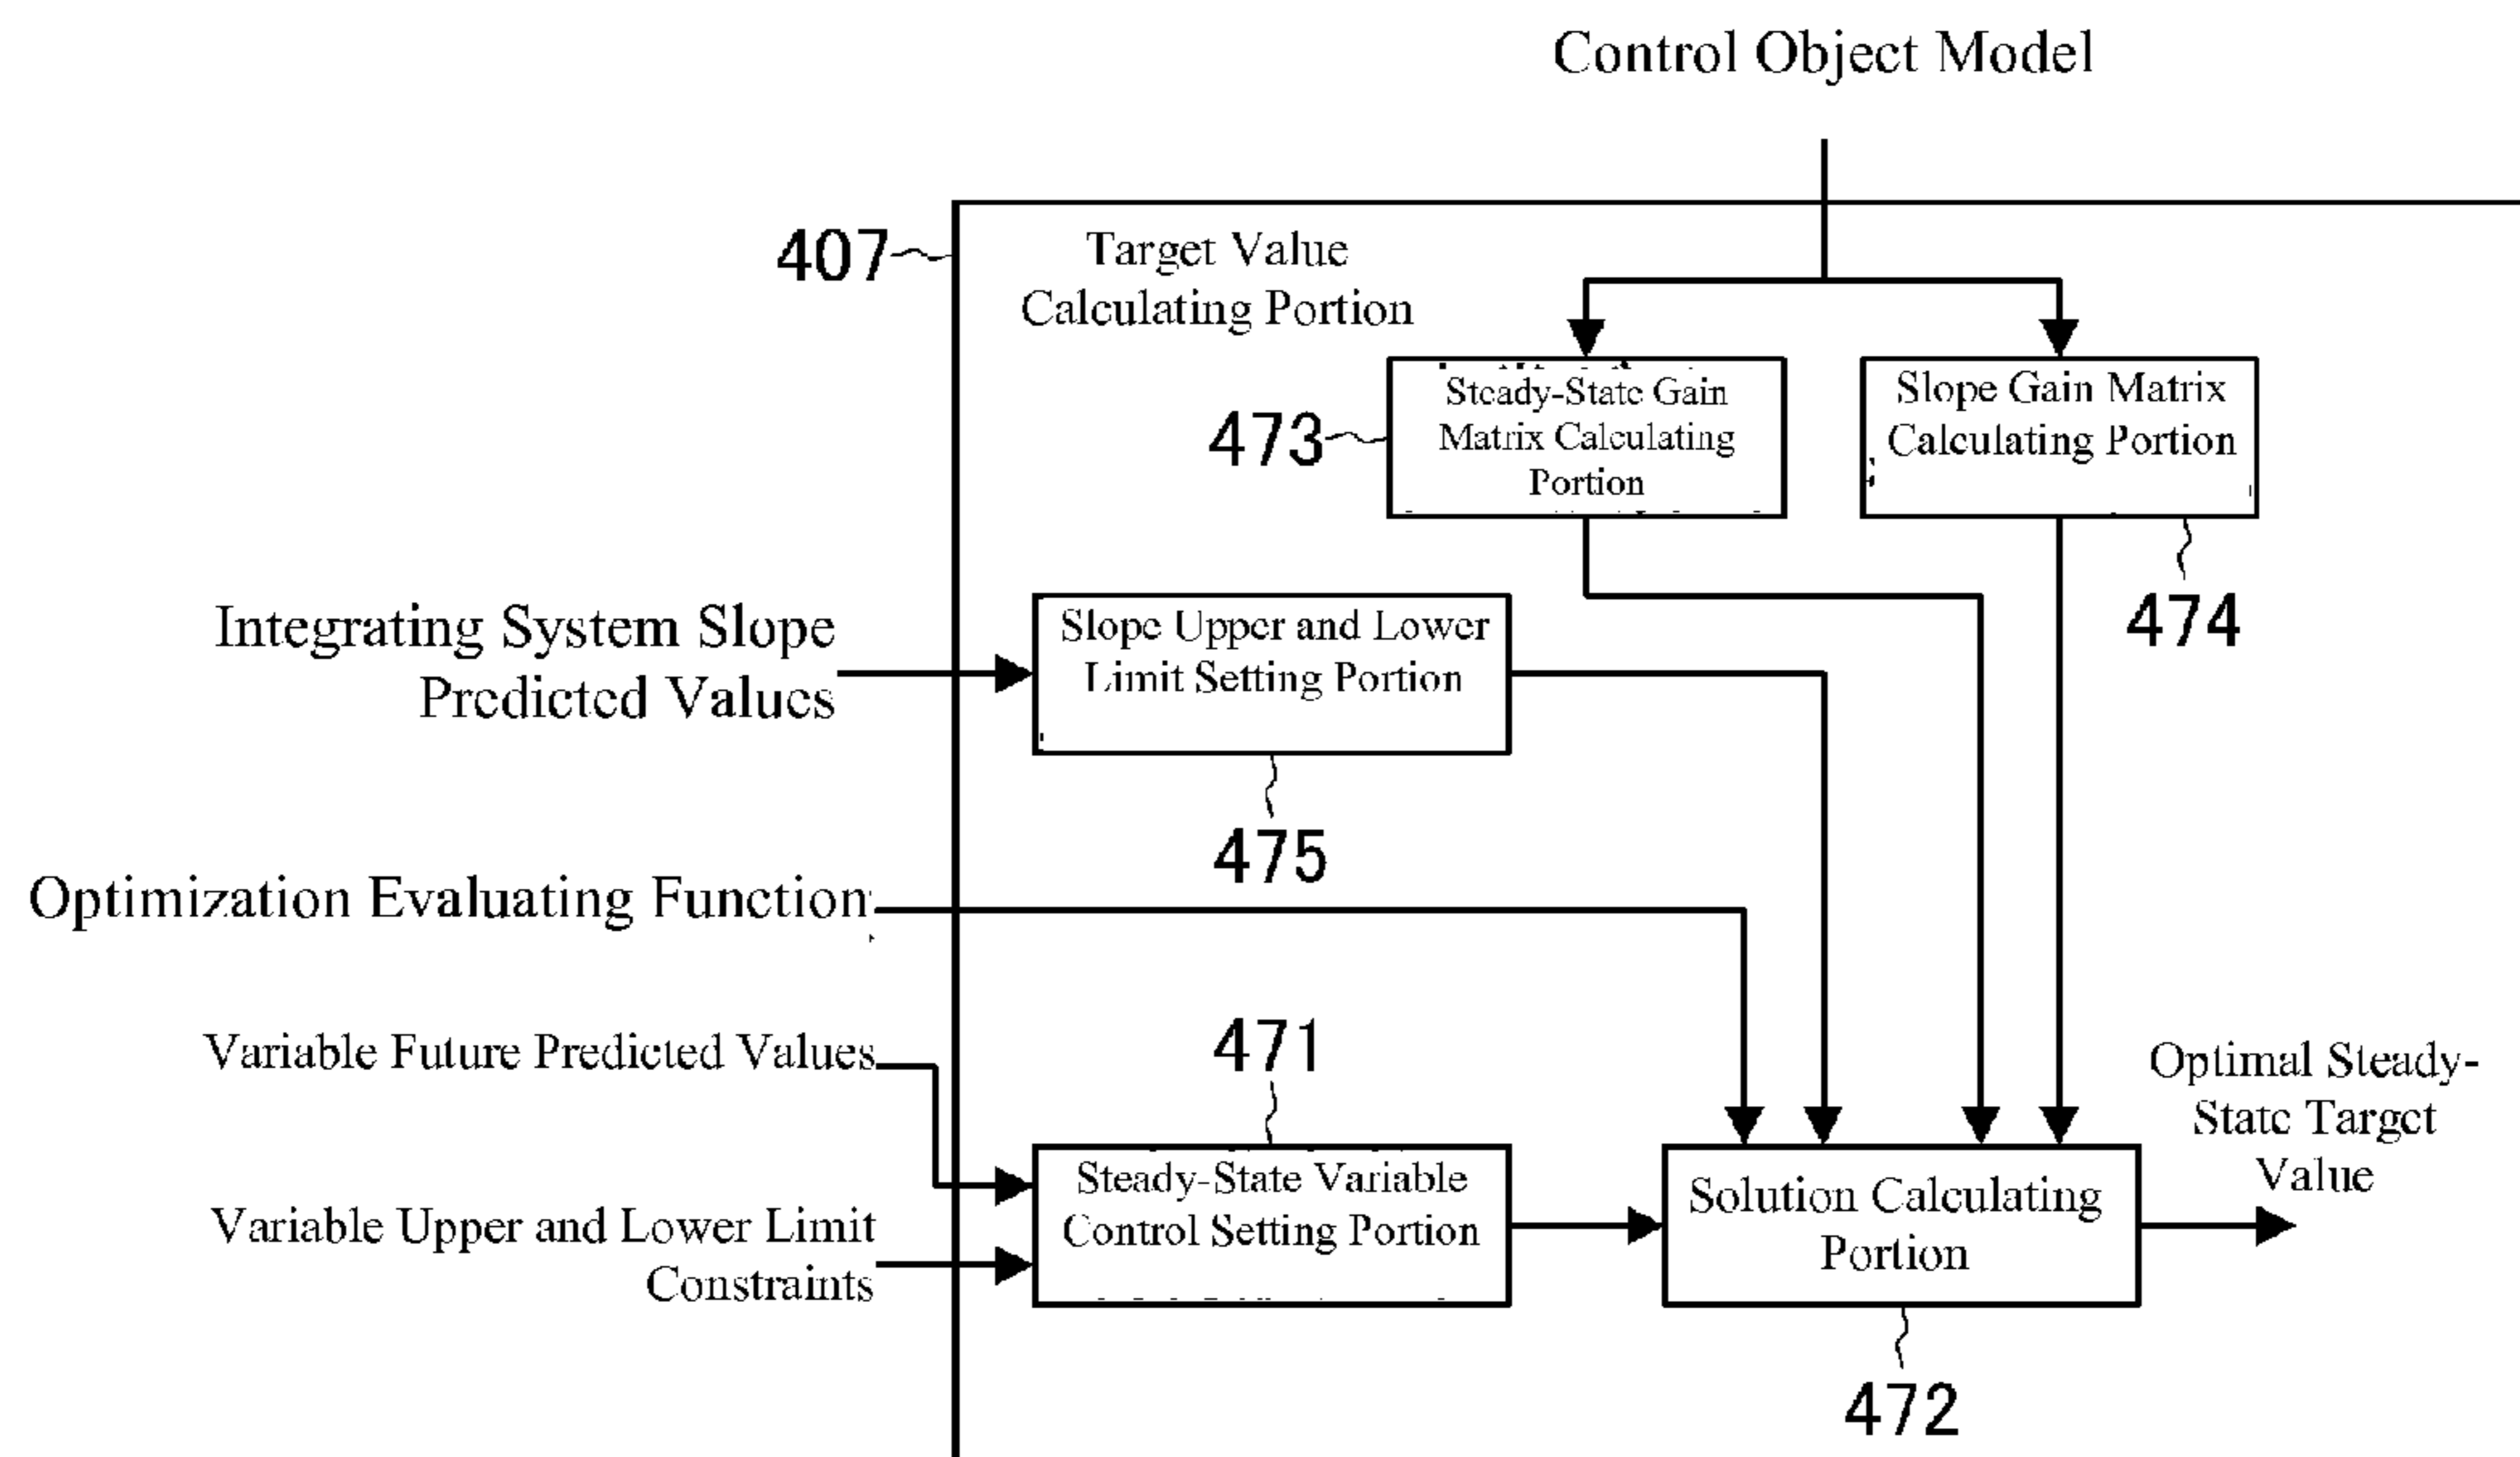 Control Object Model
407
Target Value
Calculating Portion
473
Steady-State Gain
Matrix Calculating
Portion
Slope Gain Matrix
Calculating Portion
474
Integrating System Slope
Predicted Values
Slope Upper and Lower
Limit Setting Portion
475
Optimization Evaluating Function
Variable Future Predicted Values
471
Variable Upper and Lower Limit
Constraints
Steady-State Variable
Control Setting Portion
Solution Calculating
Portion
472
Optimal Steady-
State Target
Value